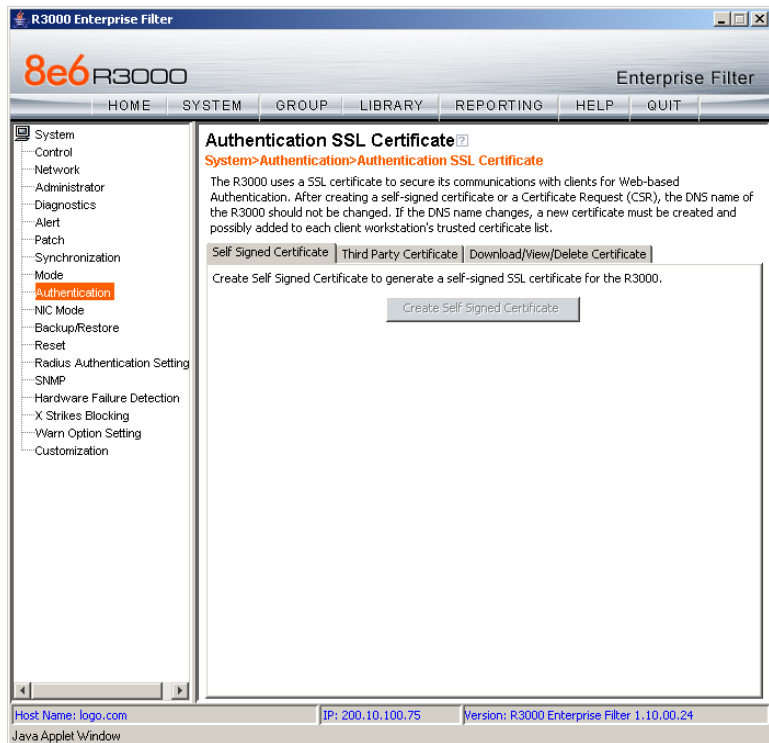 R3000 Enterprise Filter
8e6 R3000
Enterprise Filter
HOME SYSTEM GROUP LIBRARY REPORTING HELP QUIT
System
Control
Network
Administrator
Diagnostics
Alert
Patch
Synchronization
Mode
Authentication
NIC Mode
Backup/Restore
Reset
Radius Authentication Setting
SNMP
Hardware Failure Detection
X Strikes Blocking
Warn Option Setting
Customization
Authentication SSL Certificate ?
System>Authentication>Authentication SSL Certificate
The R3000 uses a SSL certificate to secure its communications with clients for Web-based
Authentication. After creating a self-signed certificate or a Certificate Request (CSR), the DNS name of
the R3000 should not be changed. If the DNS name changes, a new certificate must be created and
possibly added to each client workstation's trusted certificate list.
Self Signed Certificate Third Party Certificate Download/View/Delete Certificate
Create Self Signed Certificate to generate a self-signed SSL certificate for the R3000.
Create Self Signed Certificate
Host Name: logo.com IP: 200.10.100.75 Version: R3000 Enterprise Filter 1.10.00.24
Java Applet Window